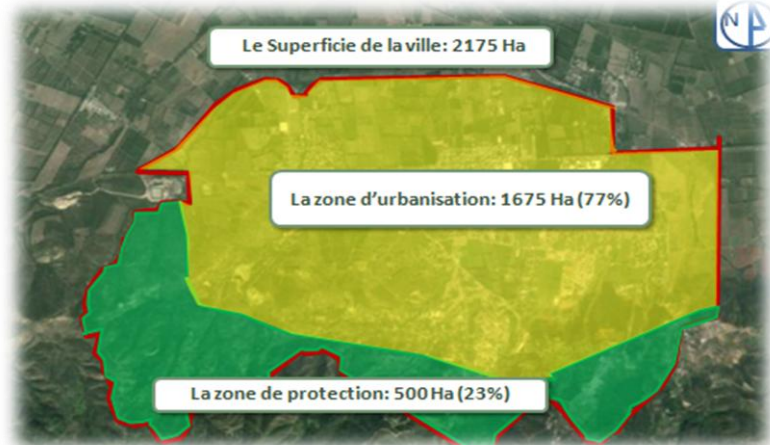 N
Le Superficie de la ville: 2175 Ha
La zone d'urbanisation: 1675 Ha (77%)
La zone de protection: 500 Ha (23%)